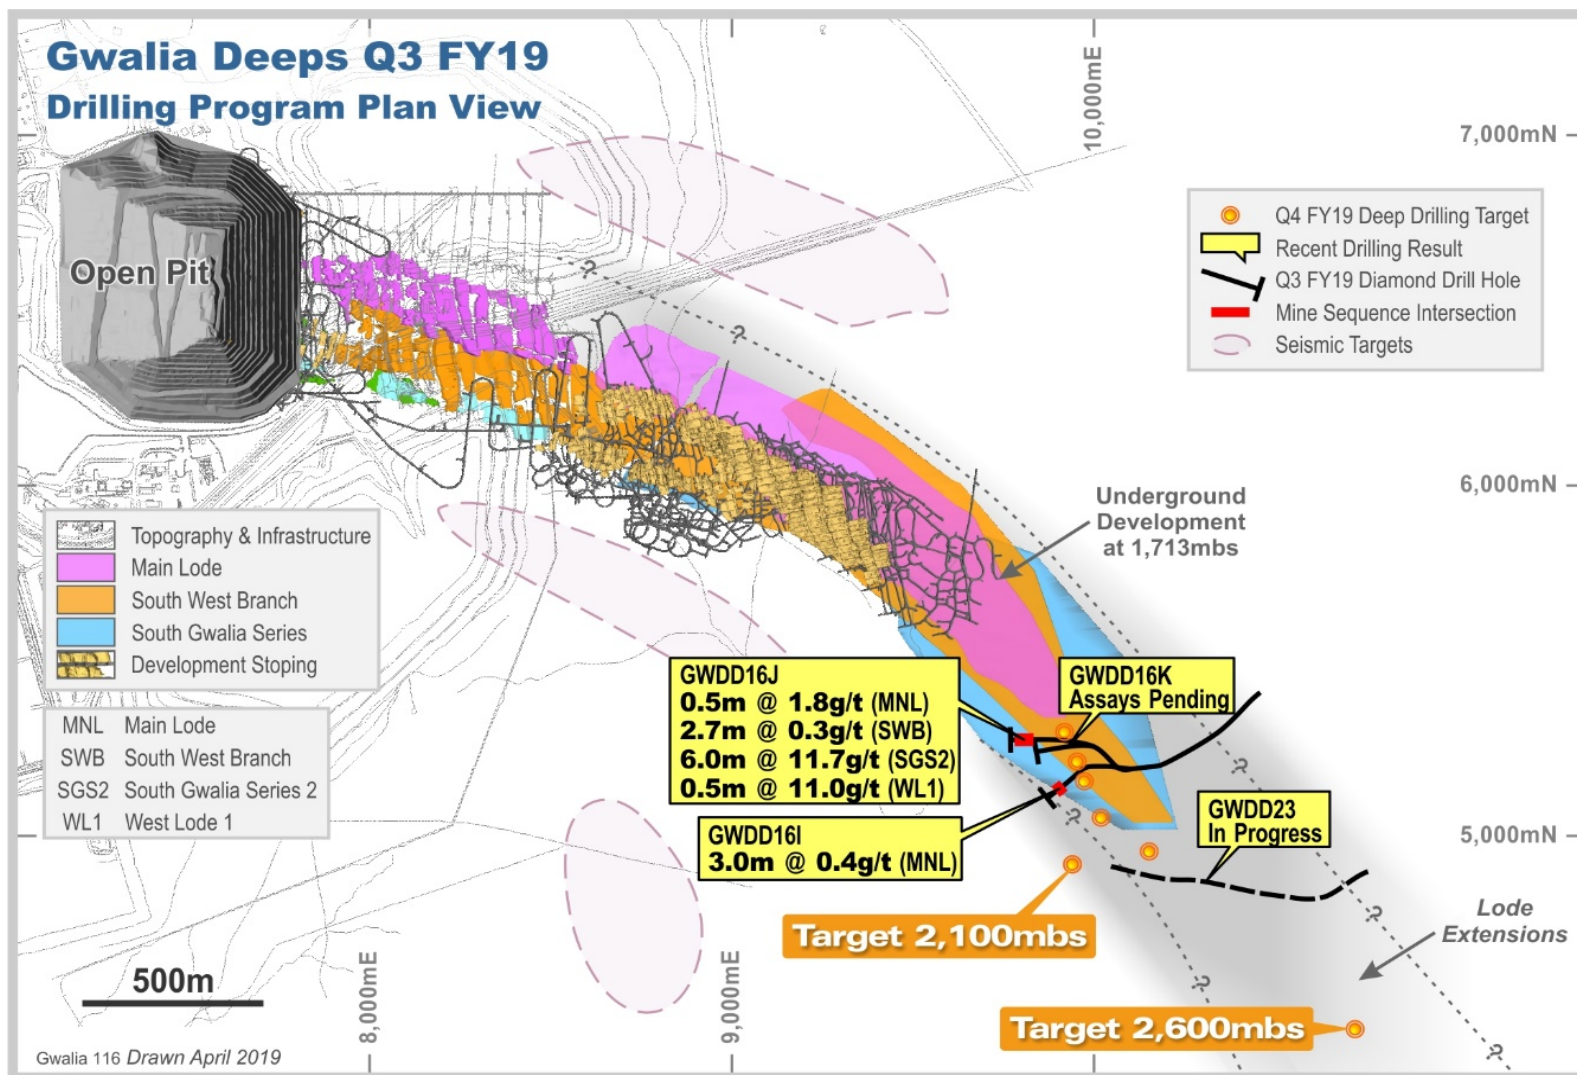 Gwalia Deeps Q3 FY19
Drilling Program Plan View
10,000mE
7,000mN
Q4 FY19 Deep Drilling Target
Recent Drilling Result
Q3 FY19 Diamond Drill Hole
Mine Sequence Intersection
Seismic Targets
Open Pit
?
?
Underground
Development
at 1,713mbs
6,000mN
Topography & Infrastructure
Main Lode
South West Branch
South Gwalia Series
Development Stoping
MNL Main Lode
SWB South West Branch
SGS2 South Gwalia Series 2
WL1 West Lode 1
GWDD16J
0.5m @ 1.8g/t (MNL)
2.7m @ 0.3g/t (SWB)
6.0m @ 11.7g/t (SGS2)
0.5m @ 11.0g/t (WL1)
GWDD16K
Assays Pending
?
?
GWDD16I
3.0m @ 0.4g/t (MNL)
GWDD23
In Progress
5,000mN
Target 2,100mbs
?
Lode
Extensions
?
Target 2,600mbs
?
500m
8,000mE
9,000mE
Gwalia 116 Drawn April 2019